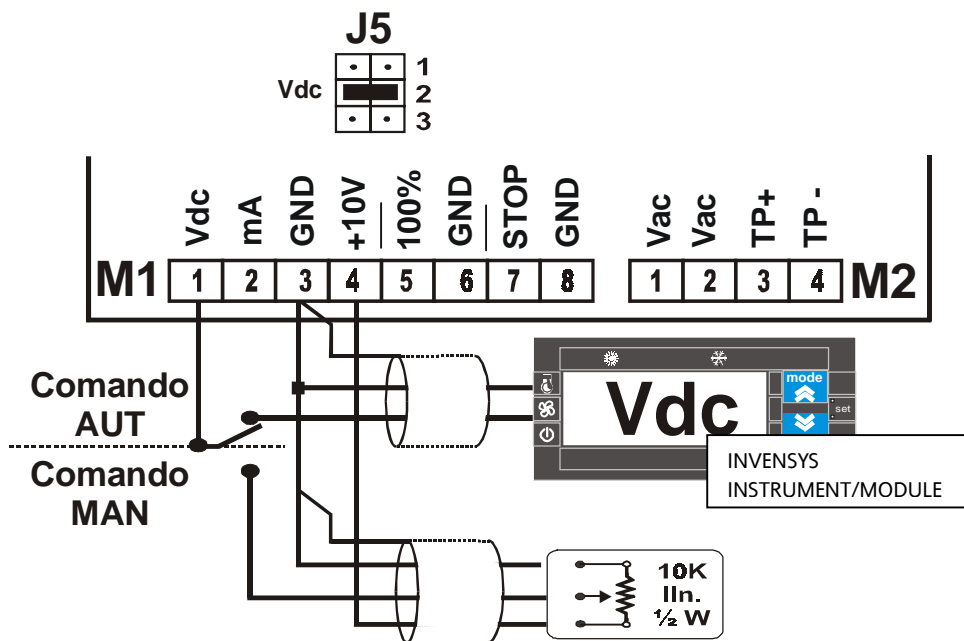 J5
1
Vdc 2
3
Vdc mA GND +10V 100% GND STOP GND Vac Vac TP+ TP -
M1 1 2 3 4 5 6 7 8 1 2 3 4 M2
Comando
AUT
mode
Vdc
set
INVENSYS
INSTRUMENT/MODULE
Comando
MAN
10K
lIn.
½ W